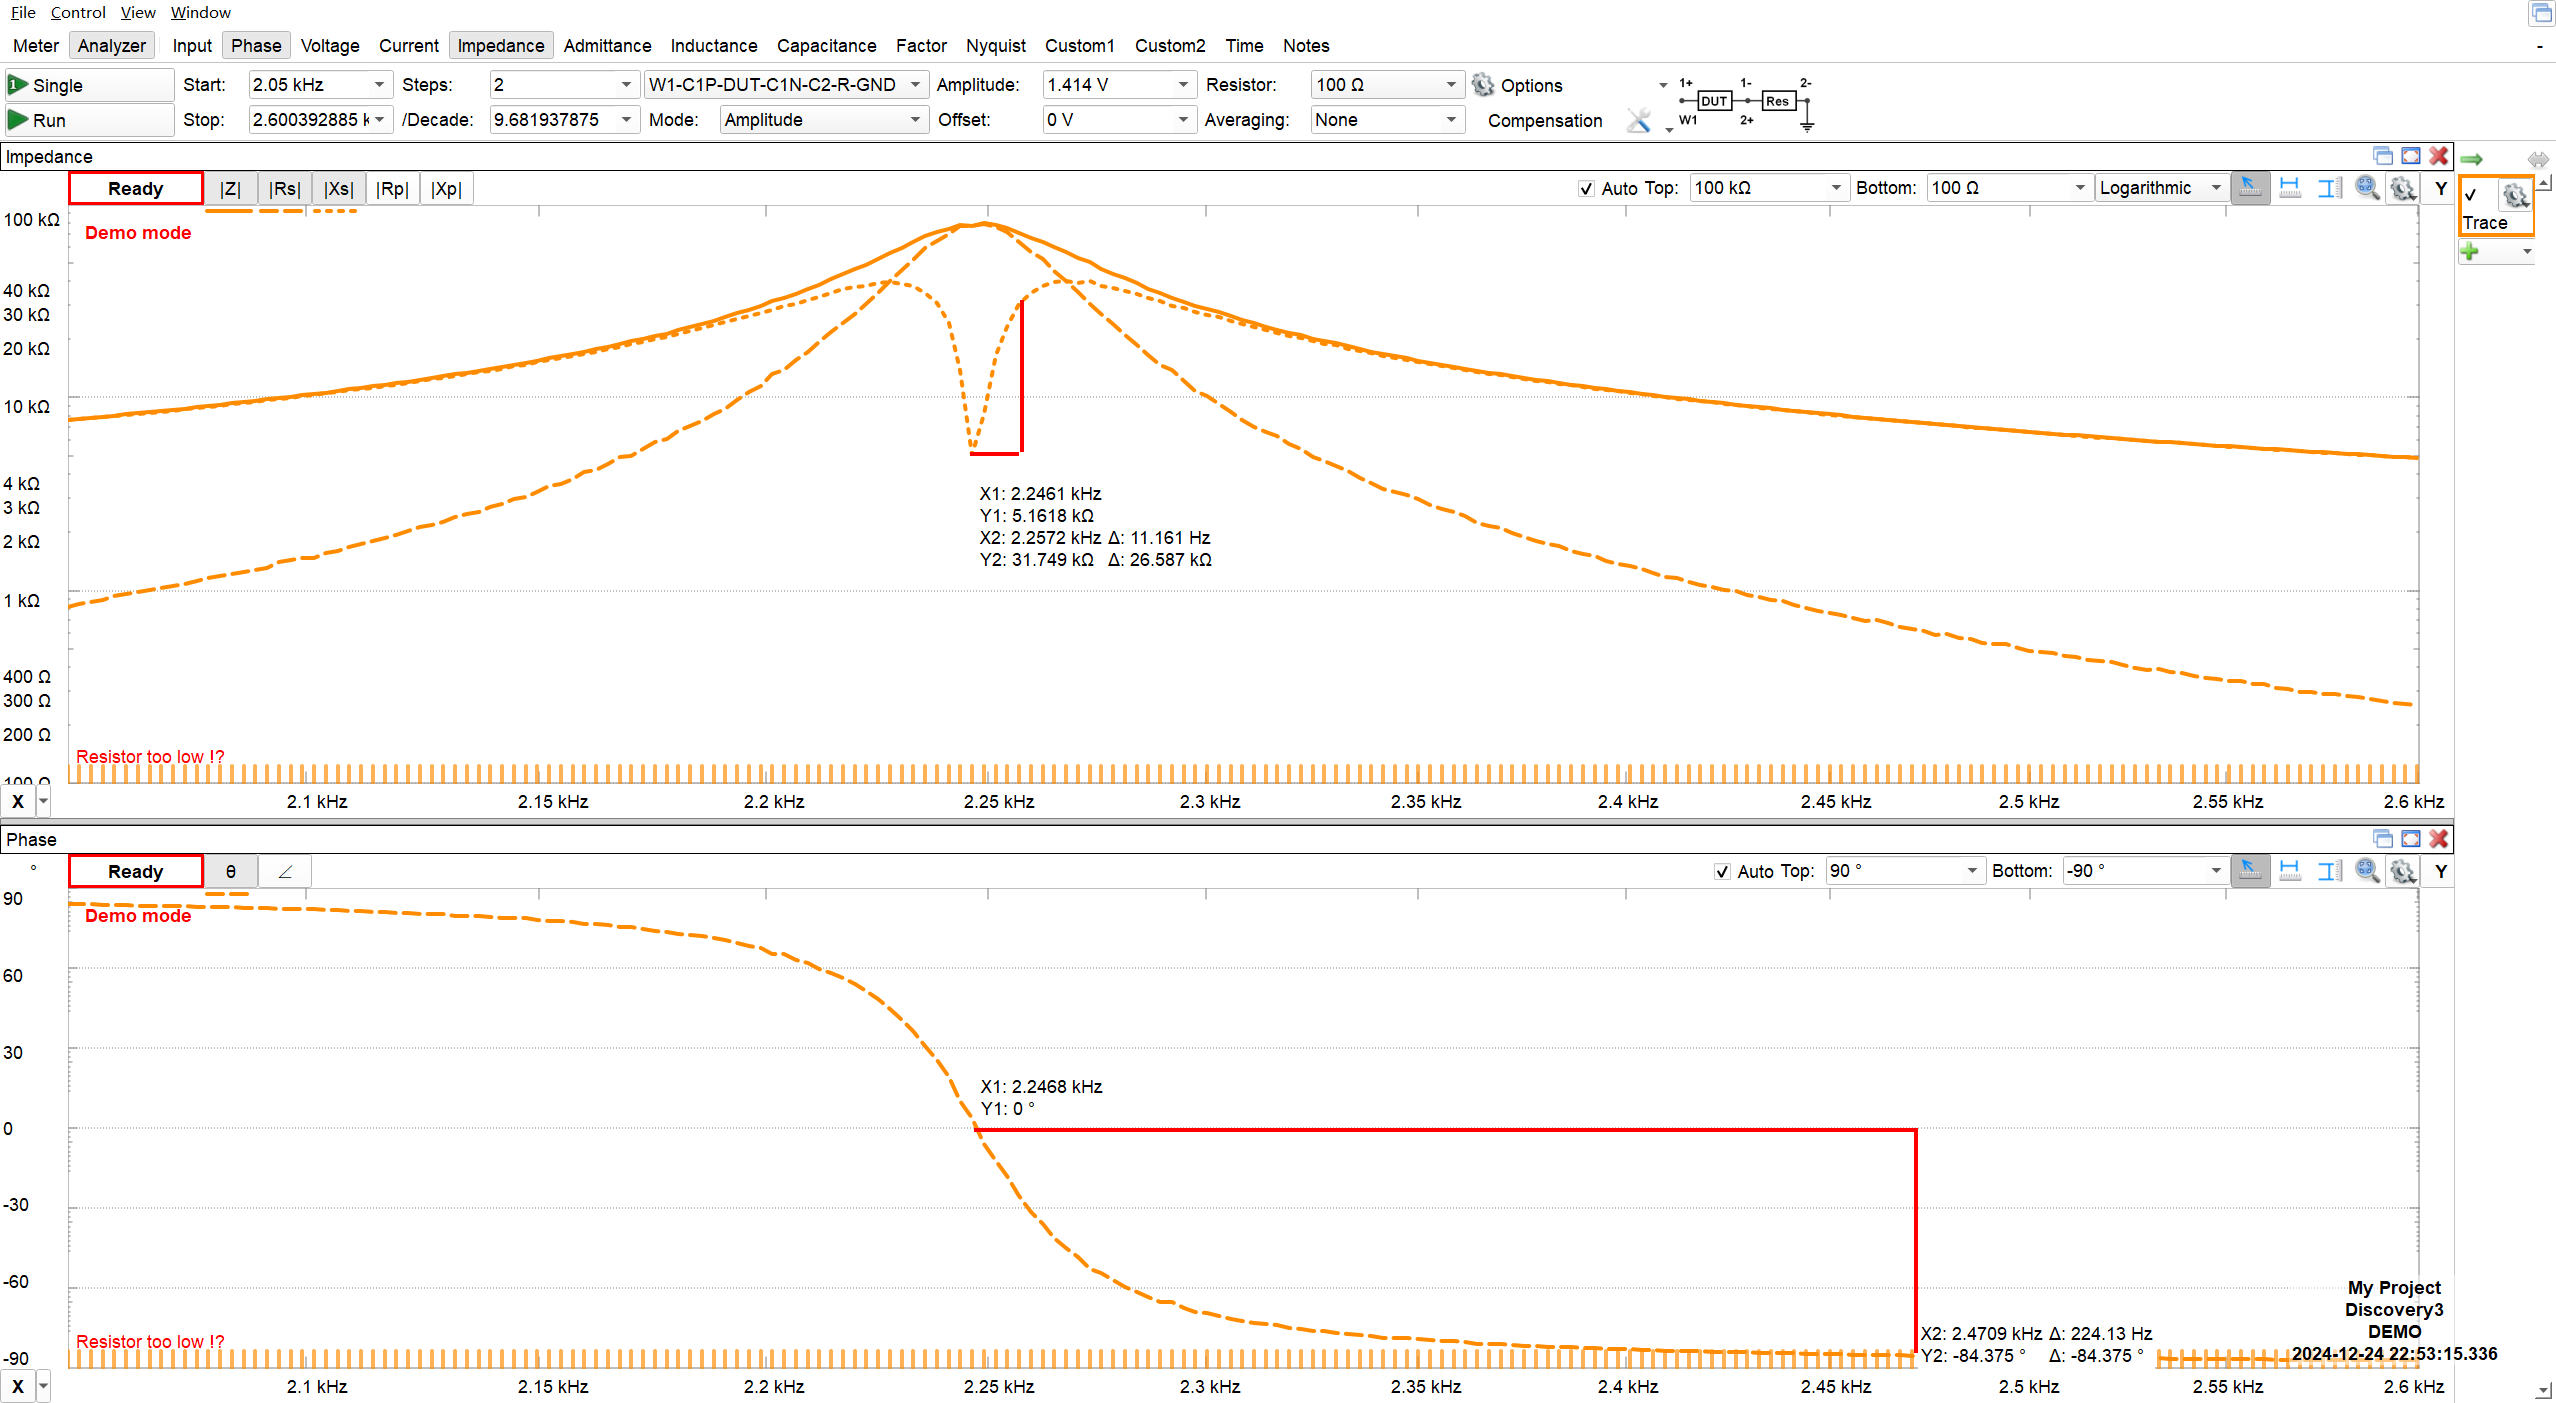 File Control View Window
Meter Analyzer Input Phase Voltage Current Impedance Admittance Inductance Capacitance Factor Nyquist Custom1 Custom2 Time Notes -
1 Single Start: 2.05 kHz Steps: 2 W1-C1P-DUT-C1N-C2-R-GND Amplitude: 1.414 V Resistor: 100 Ω Options
1+ 1- 2-
DUT Res
W1 2+
Run Stop: 2.600392885 k /Decade: 9.681937875 Mode: Amplitude Offset: 0 V Averaging: None Compensation
Impedance
Ready |Z| |Rs| |Xs| |Rp| |Xp| Auto Top: 100 kΩ Bottom: 100 Ω Logarithmic Y
Trace
Demo mode
100 kΩ
40 kΩ
30 kΩ
20 kΩ
10 kΩ
4 kΩ
3 kΩ
2 kΩ
1 kΩ
400 Ω
300 Ω
200 Ω
100 Ω
X1: 2.2461 kHz
Y1: 5.1618 kΩ
X2: 2.2572 kHz Δ: 11.161 Hz
Y2: 31.749 kΩ Δ: 26.587 kΩ
Resistor too low !?
X 2.1 kHz 2.15 kHz 2.2 kHz 2.25 kHz 2.3 kHz 2.35 kHz 2.4 kHz 2.45 kHz 2.5 kHz 2.55 kHz 2.6 kHz
Phase
° Ready θ Auto Top: 90 ° Bottom: -90 ° Y
Demo mode
90
60
30
0
-30
-60
-90
X1: 2.2468 kHz
Y1: 0 °
X2: 2.4709 kHz Δ: 224.13 Hz
Y2: -84.375 ° Δ: -84.375 °
My Project
Discovery3
DEMO
2024-12-24 22:53:15.336
Resistor too low !?
X 2.1 kHz 2.15 kHz 2.2 kHz 2.25 kHz 2.3 kHz 2.35 kHz 2.4 kHz 2.45 kHz 2.5 kHz 2.55 kHz 2.6 kHz